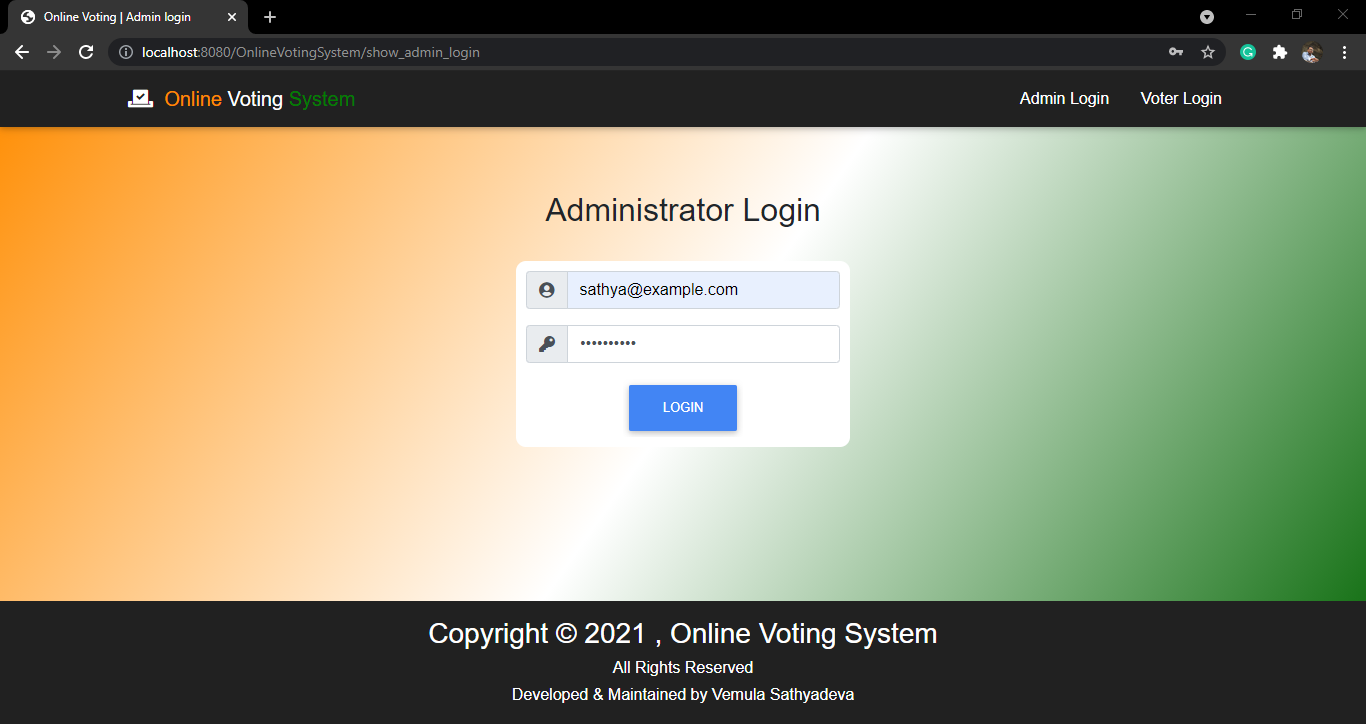 Online Voting | Admin login
localhost:8080/OnlineVotingSystem/show_admin_login
Online Voting System
Admin Login
Voter Login
Administrator Login
sathya@example.com
••••••••••
LOGIN
Copyright © 2021 , Online Voting System
All Rights Reserved
Developed & Maintained by Vemula Sathyadeva